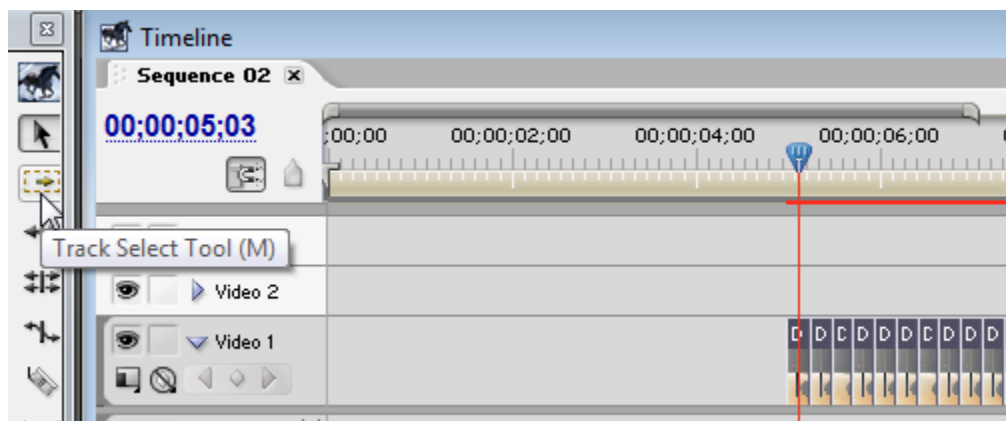 Timeline
Sequence 02
00;00;05;03
;00;00 00;00;02;00 00;00;04;00 00;00;06;00
Track Select Tool (M)
Video 2
Video 1
D D D D D D D D D D